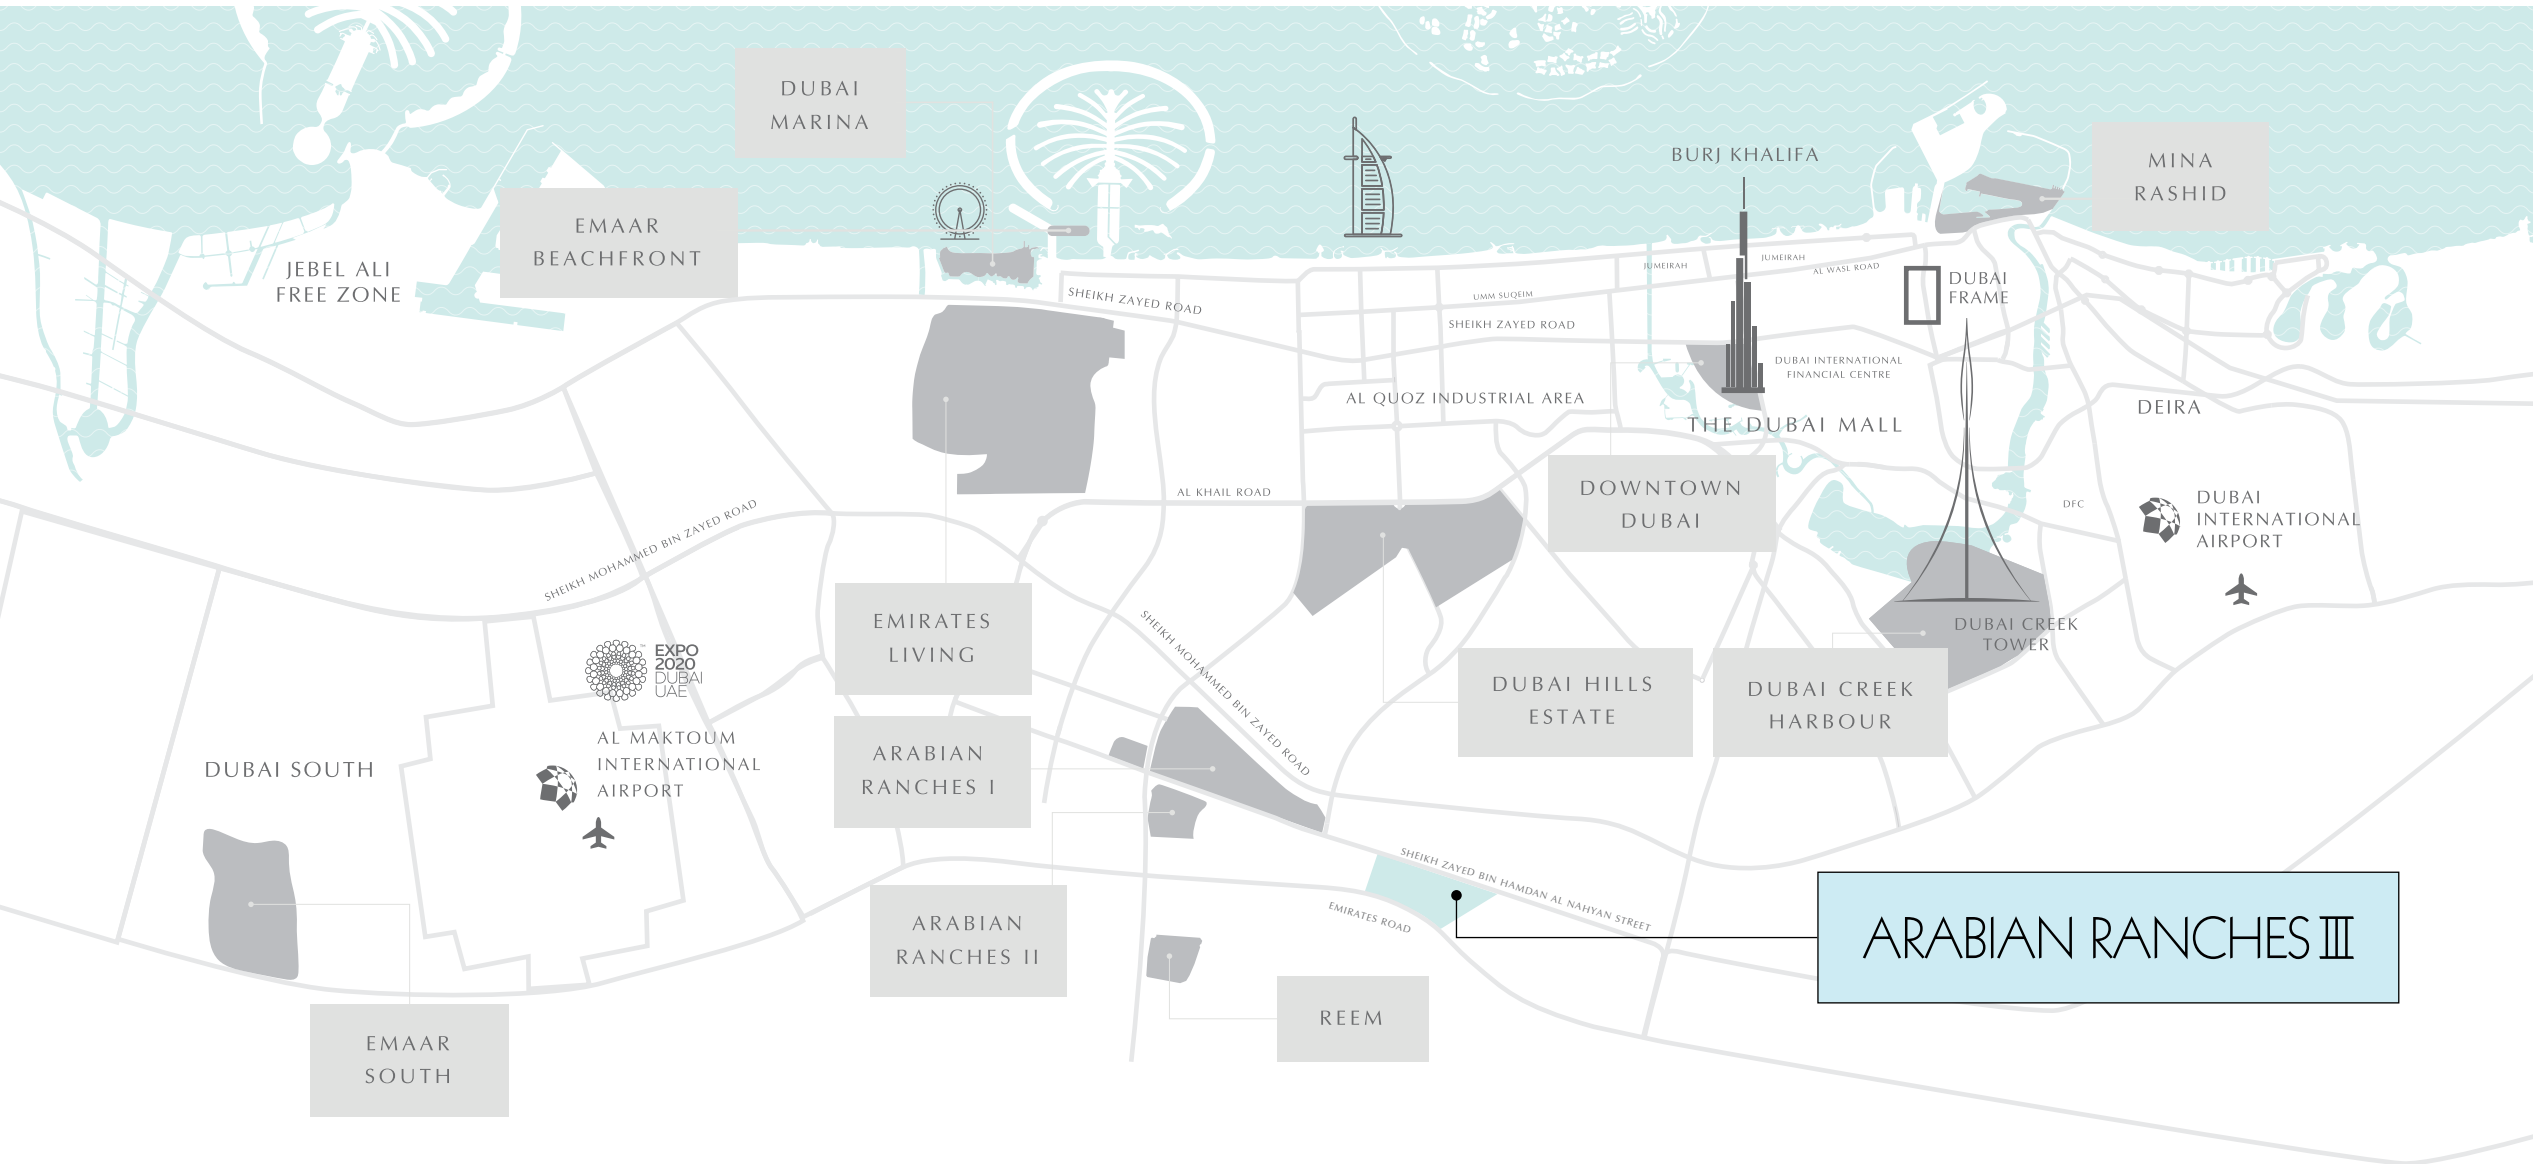 DUBAI
MARINA
BURJ KHALIFA
MINA
RASHID
EMAAR
BEACHFRONT
JEBEL ALI
FREE ZONE
SHEIKH ZAYED ROAD
UMM SUQEIM
SHEIKH ZAYED ROAD
JUMEIRAH
JUMEIRAH
AL WASL ROAD
DUBAI
FRAME
DUBAI INTERNATIONAL
FINANCIAL CENTRE
AL QUOZ INDUSTRIAL AREA
THE DUBAI MALL
DEIRA
AL KHAIL ROAD
DOWNTOWN
DUBAI
DFC
DUBAI
INTERNATIONAL
AIRPORT
SHEIKH MOHAMMED BIN ZAYED ROAD
EMIRATES
LIVING
SHEIKH MOHAMMED BIN ZAYED ROAD
DUBAI CREEK
TOWER
EXPO
2020
DUBAI
UAE
DUBAI HILLS
ESTATE
DUBAI CREEK
HARBOUR
AL MAKTOUM
INTERNATIONAL
AIRPORT
DUBAI SOUTH
ARABIAN
RANCHES I
SHEIKH ZAYED BIN HAMDAN AL NAHYAN STREET
EMIRATES ROAD
ARABIAN
RANCHES II
ARABIAN RANCHES III
REEM
EMAAR
SOUTH